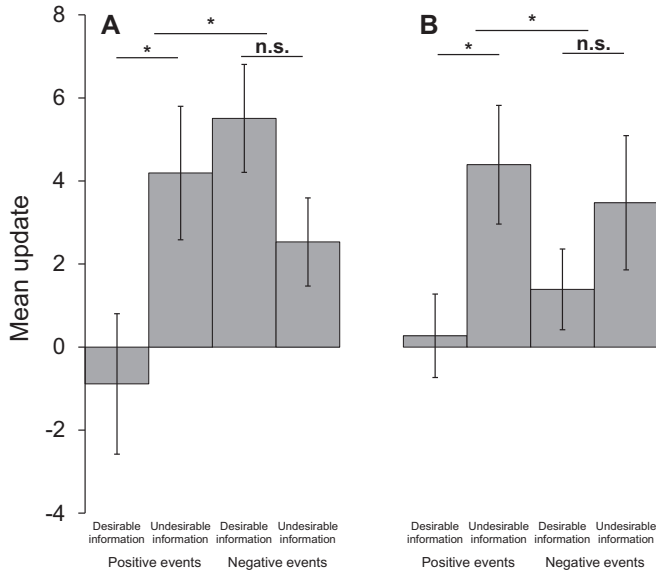 A
B
*
*
*
n.s.
*
n.s.
8
6
4
2
0
-2
-4
Mean update
Desirable information
Undesirable information
Desirable information
Undesirable information
Positive events
Negative events
Desirable information
Undesirable information
Desirable information
Undesirable information
Positive events
Negative events